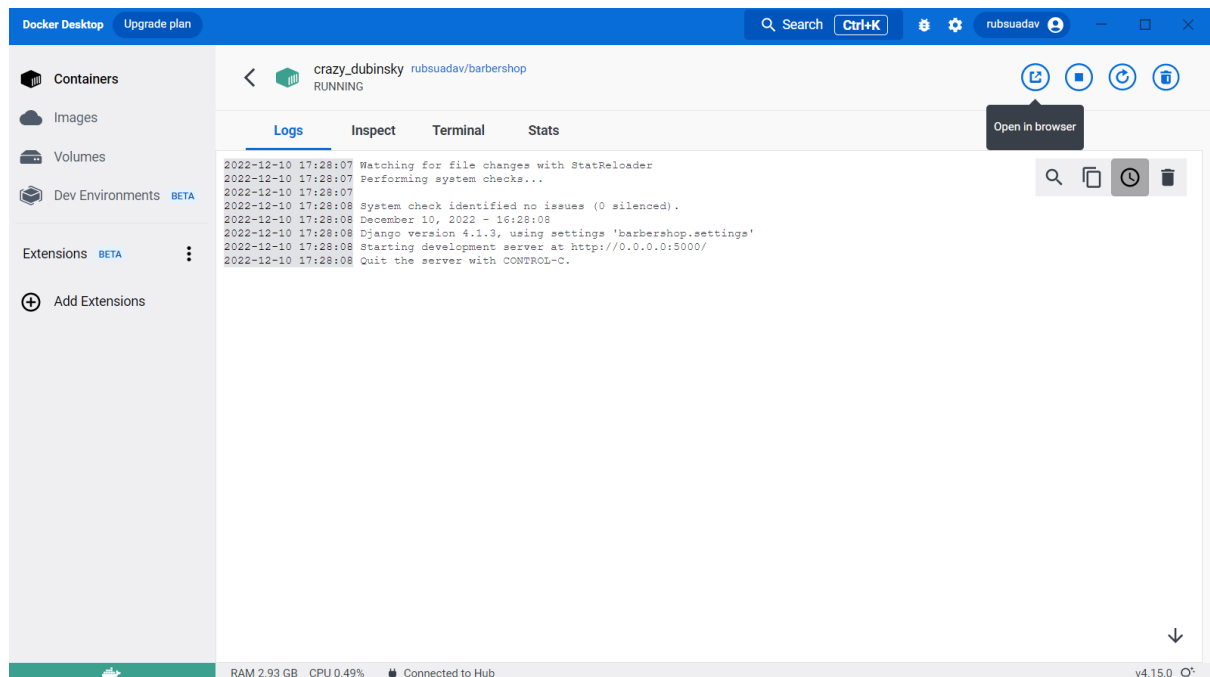 Docker Desktop Upgrade plan Search Ctrl+K rubsuadav
Containers
Images
Volumes
Dev Environments BETA
Extensions BETA
Add Extensions
crazy_dubinsky rubsuadav/barbershop
RUNNING
Open in browser
Logs Inspect Terminal Stats
2022-12-10 17:28:07 Watching for file changes with StatReloader
2022-12-10 17:28:07 Performing system checks...
2022-12-10 17:28:07
2022-12-10 17:28:08 System check identified no issues (0 silenced).
2022-12-10 17:28:08 December 10, 2022 - 16:28:08
2022-12-10 17:28:08 Django version 4.1.3, using settings 'barbershop.settings'
2022-12-10 17:28:08 Starting development server at http://0.0.0.0:5000/
2022-12-10 17:28:08 Quit the server with CONTROL-C.
RAM 2.93 GB CPU 0.49% Connected to Hub v4.15.0